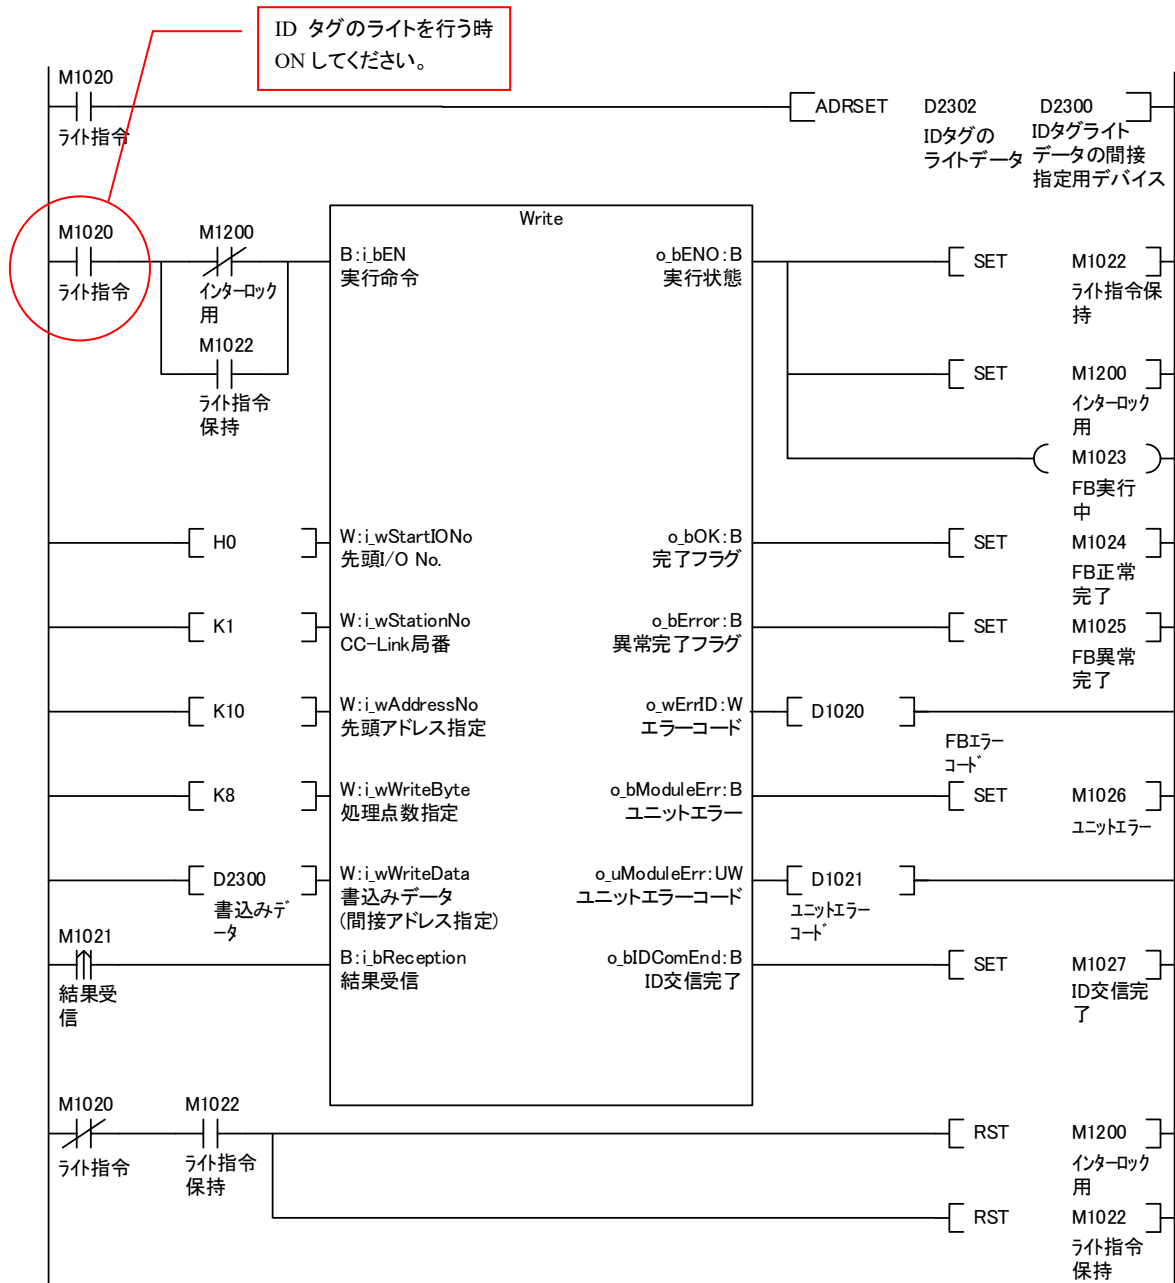 ID タグのライトを行う時
ONしてください。
M1020
ライト指令
ADRSET D2302 D2300
IDタグの
ライトデータ
IDタグライト
データの間接
指定用デバイス
Write
M1020
ライト指令
M1200
インターロック
用
M1022
ライト指令
保持
B:i_bEN
実行命令
o_bENO:B
実行状態
SET M1022
ライト指令保
持
SET M1200
インターロック
用
M1023
FB実行
中
H0
W:i_wStartIONo
先頭I/O No.
o_bOK:B
完了フラグ
SET M1024
FB正常
完了
K1
W:i_wStationNo
CC-Link局番
o_bError:B
異常完了フラグ
SET M1025
FB異常
完了
K10
W:i_wAddressNo
先頭アドレス指定
o_wErrID:W
エラーコード
D1020
FBエラー
コード
K8
W:i_wWriteByte
処理点数指定
o_bModuleErr:B
ユニットエラー
SET M1026
ユニットエラー
D2300
書込みデ
ータ
W:i_wWriteData
書込みデータ
(間接アドレス指定)
o_uModuleErr:UW
ユニットエラーコード
D1021
ユニットエラー
コード
M1021
結果受
信
B:i_bReception
結果受信
o_bIDComEnd:B
ID交信完了
SET M1027
ID交信完
了
M1020
ライト指令
M1022
ライト指令
保持
RST M1200
インターロック
用
RST M1022
ライト指令
保持